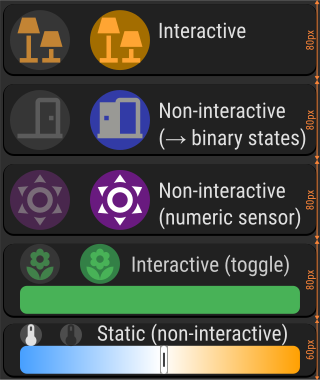 Interactive
80px
Non-interactive
(→ binary states)
80px
Non-interactive
(numeric sensor)
80px
Interactive (toggle)
80px
Static (non-interactive)
60px